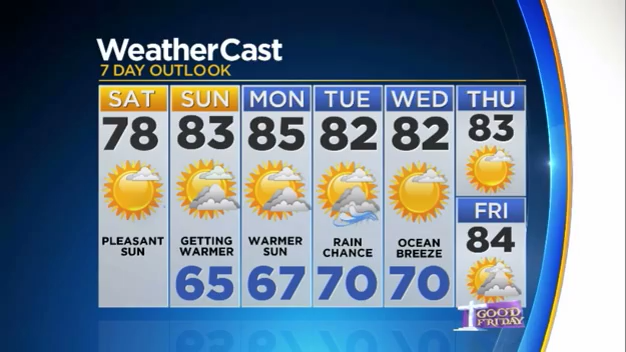 WeatherCast
7 DAY OUTLOOK
SAT
78
PLEASANT
SUN
SUN
83
GETTING
WARMER
65
MON
85
WARMER
SUN
67
TUE
82
RAIN
CHANCE
70
WED
82
OCEAN
BREEZE
70
THU
83
FRI
84
GOOD
FRIDAY